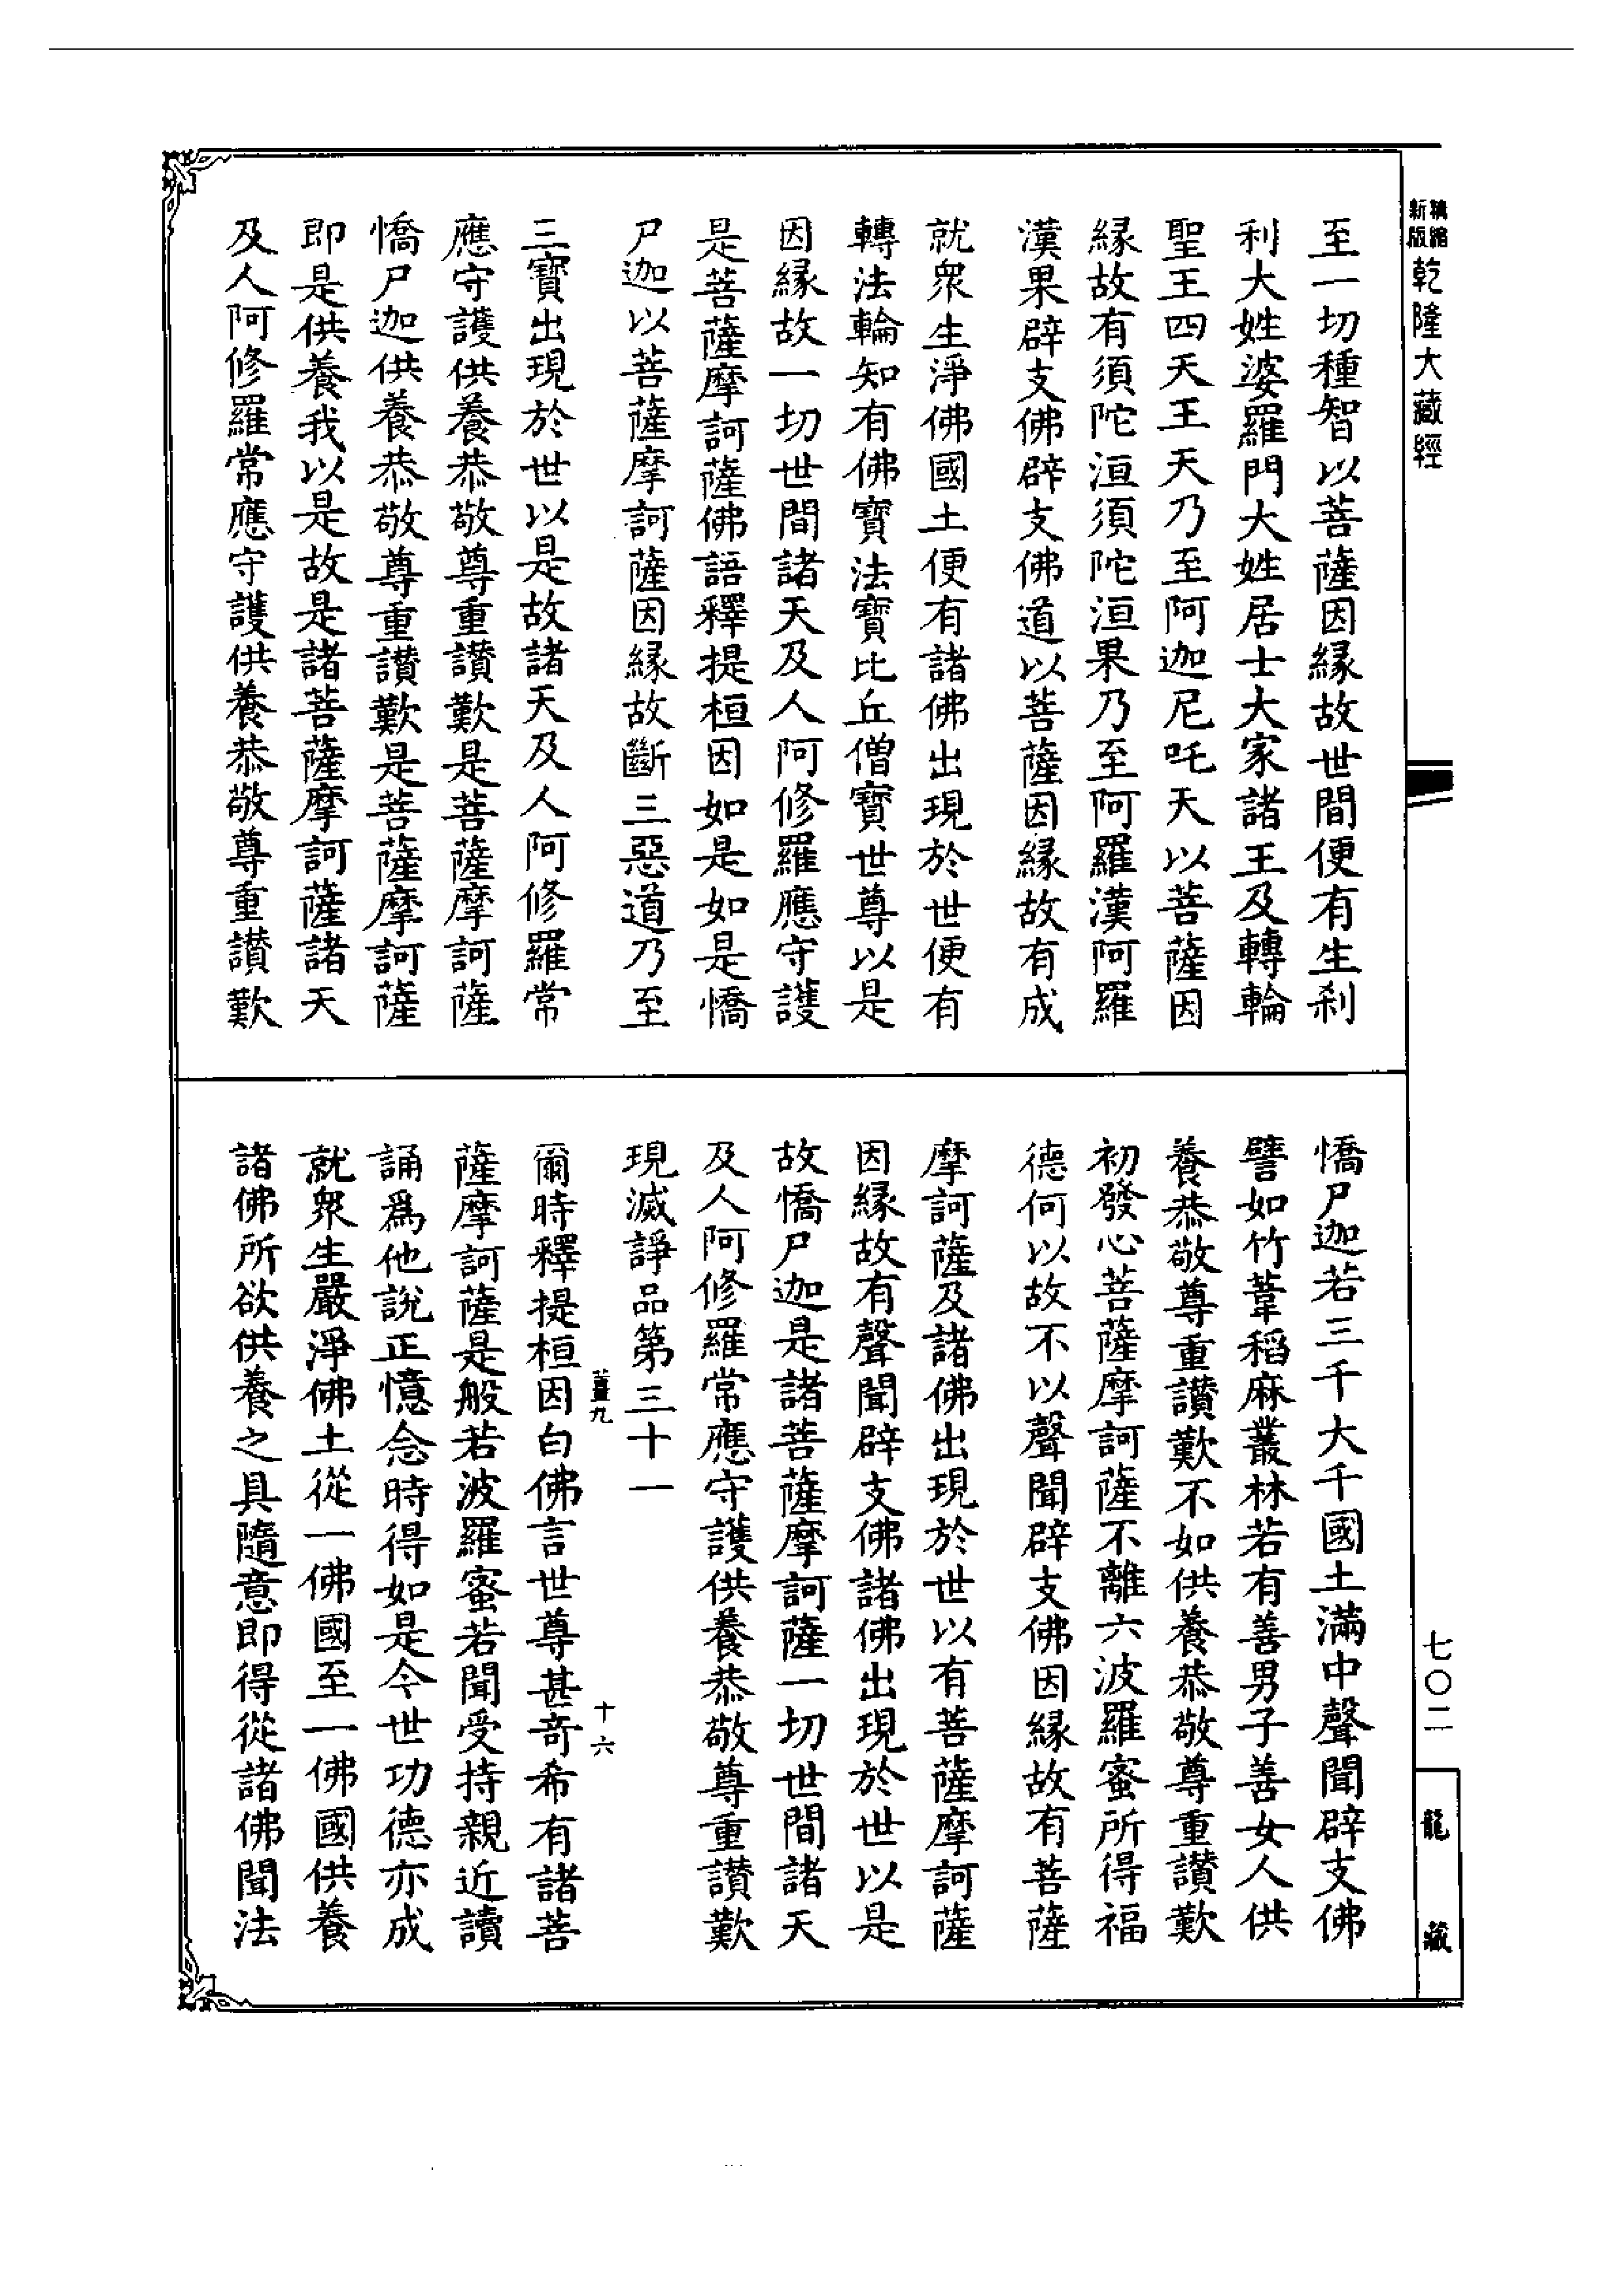 新版
精縮
乾隆大藏經
至一切種智以菩薩因緣故世間便有生刹
利大姓婆羅門大姓居士大家諸王及轉輪
聖王四天王天乃至阿迦尼吒天以菩薩因
緣故有須陀洹須陀洹果乃至阿羅漢阿羅
漢果辟支佛辟支佛道以菩薩因緣故有成
就衆生淨佛國土便有諸佛出現於世便有
轉法輪知有佛寶法寶比丘僧寶世尊以是
因緣故一切世間諸天及人阿修羅應守護
是菩薩摩訶薩佛語釋提桓因如是如是憍
尸迦以菩薩摩訶薩因緣故斷三惡道乃至
三寶出現於世以是故諸天及人阿修羅常
應守護供養恭敬尊重讚歎是菩薩摩訶薩
憍尸迦供養恭敬尊重讚歎是菩薩摩訶薩
即是供養我以是故是諸菩薩摩訶薩諸天
及人阿修羅常應守護供養恭敬尊重讚歎
憍尸迦若三千大千國土滿中聲聞辟支佛
譬如竹葦稻麻叢林若有善男子善女人供
養恭敬尊重讚歎不如供養恭敬尊重讚歎
初發心菩薩摩訶薩不離六波羅蜜所得福
德何以故不以聲聞辟支佛因緣故有菩薩
摩訶薩及諸佛出現於世以有菩薩摩訶薩
因緣故有聲聞辟支佛諸佛出現於世以是
故憍尸迦是諸菩薩摩訶薩一切世間諸天
及人阿修羅常應守護供養恭敬尊重讚歎
現滅諍品第三十一
薑九
十六
爾時釋提桓因白佛言世尊甚奇希有諸菩
薩摩訶薩是般若波羅蜜若聞受持親近讀
誦爲他說正憶念時得如是今世功德亦成
就衆生嚴淨佛土從一佛國至一佛國供養
諸佛所欲供養之具隨意即得從諸佛聞法
七〇二
龍藏